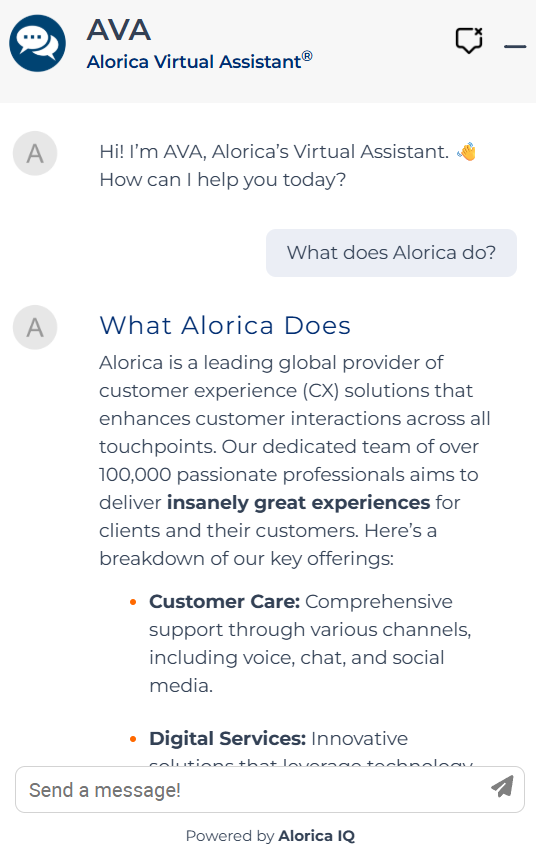 AVA
Alorica Virtual Assistant®
A
Hi! I’m AVA, Alorica’s Virtual Assistant. 👋
How can I help you today?
What does Alorica do?
A
What Alorica Does
Alorica is a leading global provider of
customer experience (CX) solutions that
enhances customer interactions across all
touchpoints. Our dedicated team of over
100,000 passionate professionals aims to
deliver insanely great experiences for
clients and their customers. Here’s a
breakdown of our key offerings:
• Customer Care: Comprehensive
support through various channels,
including voice, chat, and social
media.
• Digital Services: Innovative
solutions that leverage technology
Send a message!
Powered by Alorica IQ